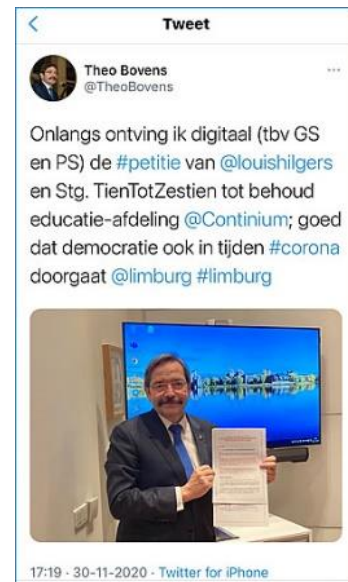 Tweet
Theo Bovens
@TheoBovens
Onlangs ontving ik digitaal (tbv GS
en PS) de #petitie van @louishilgers
en Stg. TienTotZestien tot behoud
educatie-afdeling @Continium; goed
dat democratie ook in tijden #corona
doorgaat @limburg #limburg
17:19 · 30-11-2020 · Twitter for iPhone